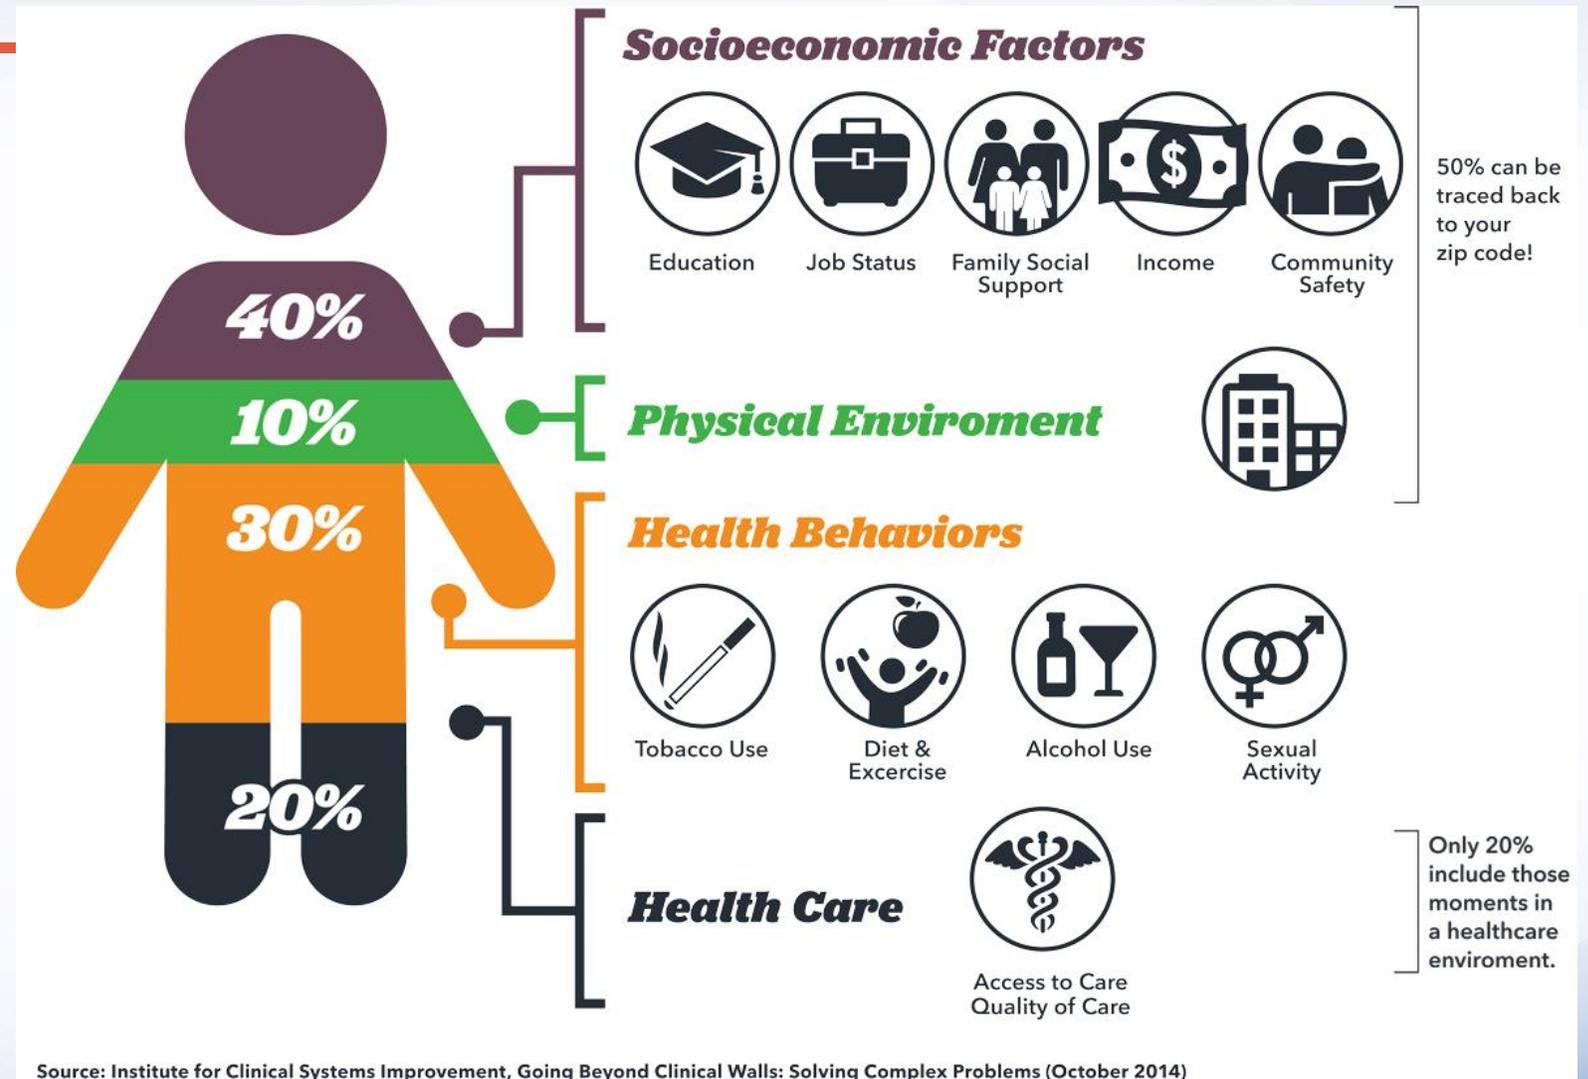 Socioeconomic Factors
$
Education
Job Status
Family Social
Support
Income
Community
Safety
50% can be
traced back
to your
zip code!
40%
10%
Physical Enviroment
30%
Health Behaviors
Tobacco Use
Diet &
Excercise
Alcohol Use
Sexual
Activity
20%
Health Care
Access to Care
Quality of Care
Only 20%
include those
moments in
a healthcare
enviroment.
Source: Institute for Clinical Systems Improvement, Going Beyond Clinical Walls: Solving Complex Problems (October 2014)